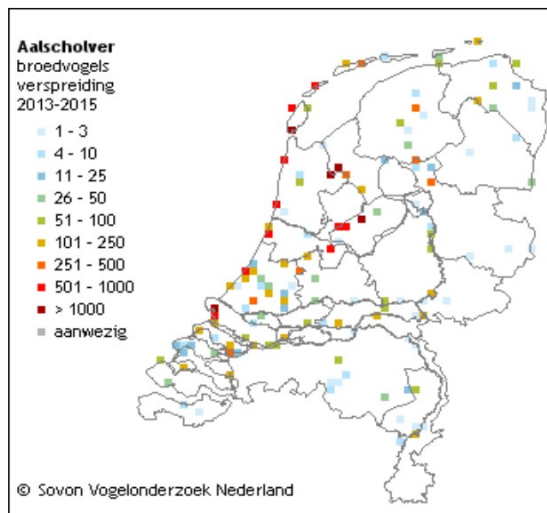 Aalscholver
broedvogels
verspreiding
2013-2015
1 - 3
4 - 10
11 - 25
26 - 50
51 - 100
101 - 250
251 - 500
501 - 1000
> 1000
aanwezig
© Sovon Vogelonderzoek Nederland